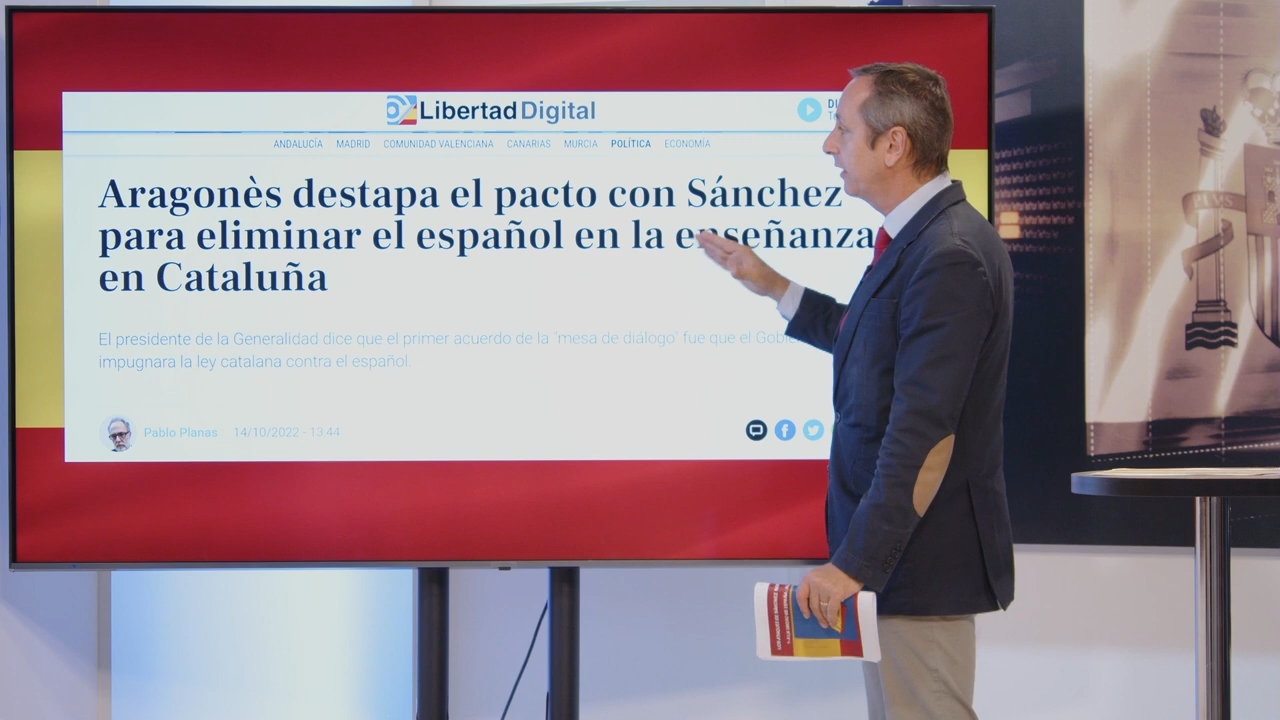 Libertad Digital
ANDALUCÍA MADRID COMUNIDAD VALENCIANA CANARIAS MURCIA POLÍTICA ECONOMÍA
Aragonès destapa el pacto con Sánchez
para eliminar el español en la enseñanza
en Cataluña
El presidente de la Generalidad dice que el primer acuerdo de la 'mesa de diálogo' fue que el
impugnara la ley catalana contra el español.
Pablo Planas 14/10/2022 - 13:44
PLVS